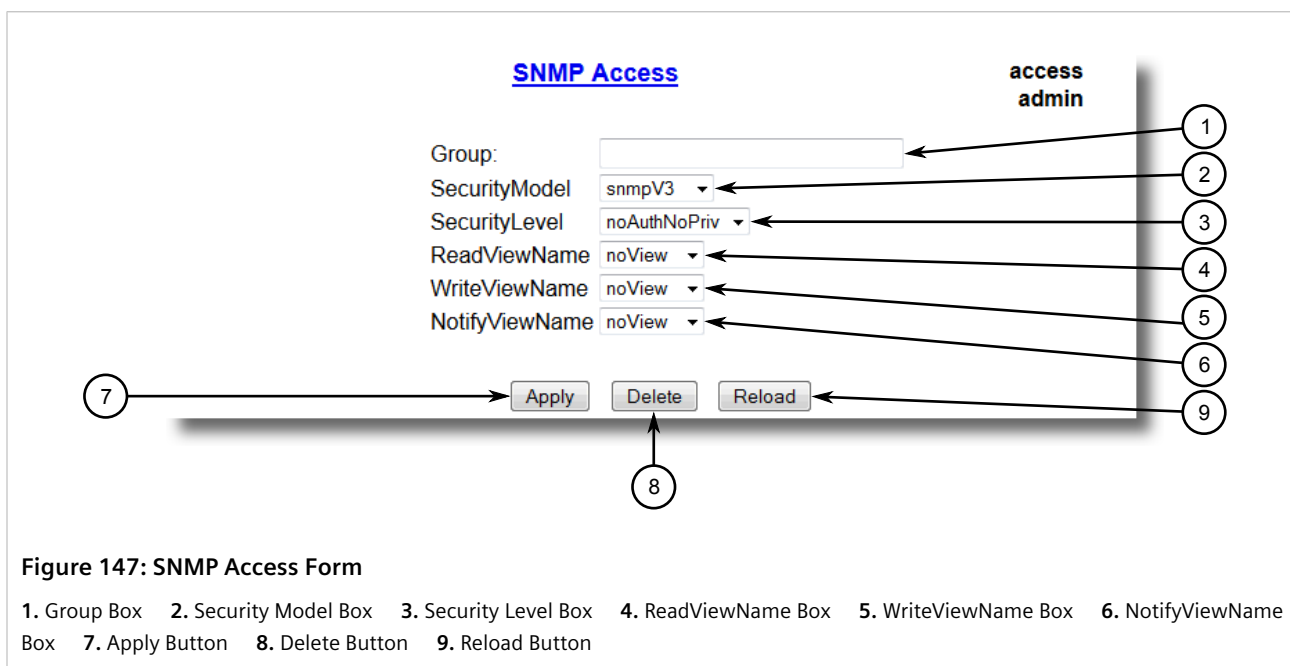 SNMP Access
access
admin
1
Group:
2
SecurityModel snmpV3
3
SecurityLevel noAuthNoPriv
ReadViewName noView
4
WriteViewName noView
5
NotifyViewName noView
6
7
Apply Delete Reload
9
8
Figure 147: SNMP Access Form
1. Group Box 2. Security Model Box 3. Security Level Box 4. ReadViewName Box 5. WriteViewName Box 6. NotifyViewName
Box 7. Apply Button 8. Delete Button 9. Reload Button